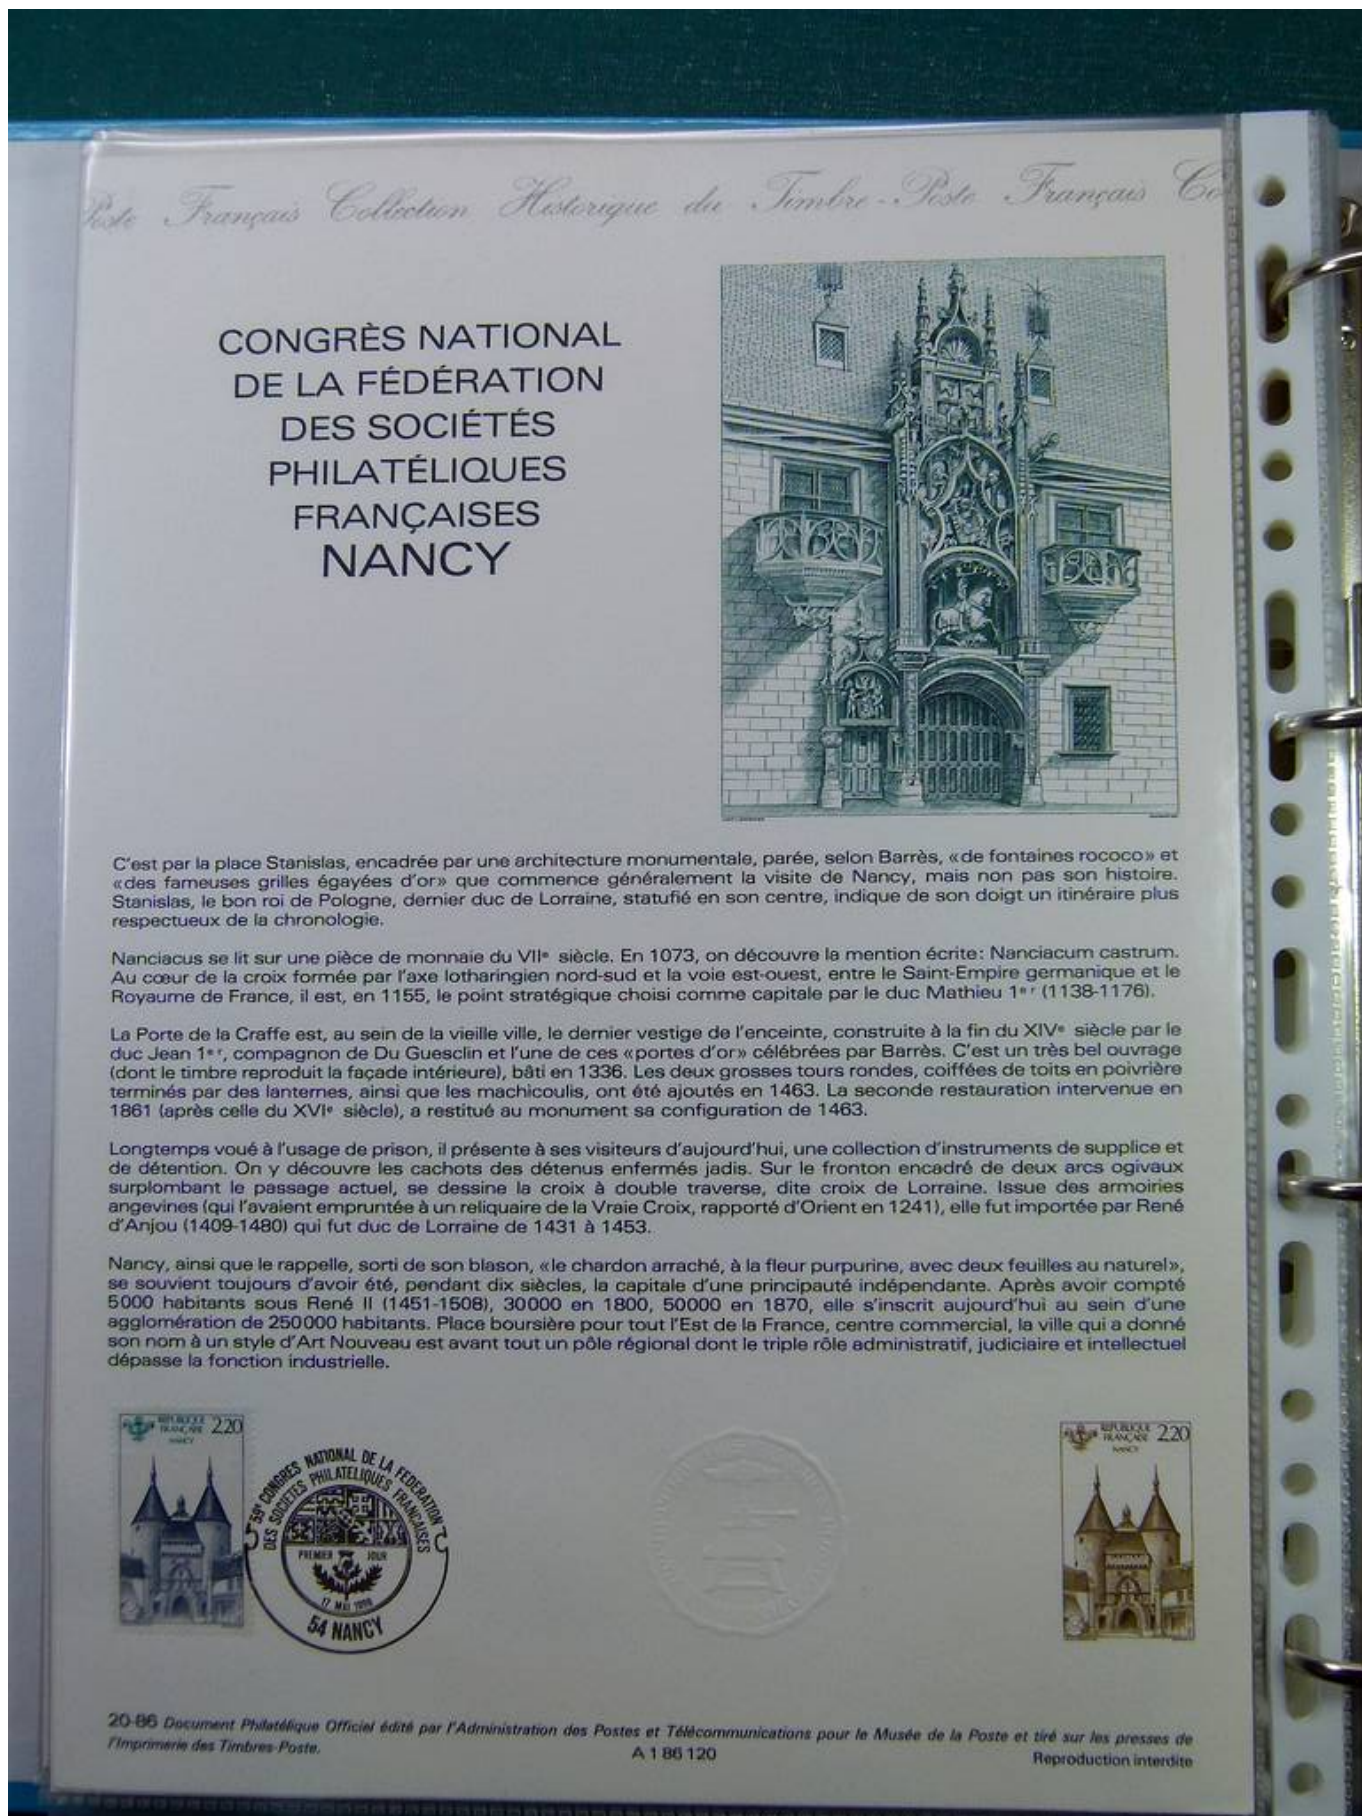 Poste Français Collection Historique du Timbre-Poste Français Co
CONGRÈS NATIONAL
DE LA FÉDÉRATION
DES SOCIÉTÉS
PHILATÉLIQUES
FRANÇAISES
NANCY
C'est par la place Stanislas, encadrée par une architecture monumentale, parée, selon Barrès, «de fontaines rococo» et
«des fameuses grilles égayées d'or» que commence généralement la visite de Nancy, mais non pas son histoire.
Stanislas, le bon roi de Pologne, dernier duc de Lorraine, statufié en son centre, indique de son doigt un itinéraire plus
respectueux de la chronologie.
Nanciacus se lit sur une pièce de monnaie du VIIe siècle. En 1073, on découvre la mention écrite: Nanciacum castrum.
Au cœur de la croix formée par l'axe lotharingien nord-sud et la voie est-ouest, entre le Saint-Empire germanique et le
Royaume de France, il est, en 1155, le point stratégique choisi comme capitale par le duc Mathieu 1er (1138-1176).
La Porte de la Craffe est, au sein de la vieille ville, le dernier vestige de l'enceinte, construite à la fin du XIVe siècle par le
duc Jean 1er, compagnon de Du Guesclin et l'une de ces «portes d'or» célébrées par Barrès. C'est un très bel ouvrage
(dont le timbre reproduit la façade intérieure), bâti en 1336. Les deux grosses tours rondes, coiffées de toits en poivrière
terminés par des lanternes, ainsi que les machicoulis, ont été ajoutés en 1463. La seconde restauration intervenue en
1861 (après celle du XVIe siècle), a restitué au monument sa configuration de 1463.
Longtemps voué à l'usage de prison, il présente à ses visiteurs d'aujourd'hui, une collection d'instruments de supplice et
de détention. On y découvre les cachots des détenus enfermés jadis. Sur le fronton encadré de deux arcs ogivaux
surplombant le passage actuel, se dessine la croix à double traverse, dite croix de Lorraine. Issue des armoiries
angevines (qui l'avaient empruntée à un reliquaire de la Vraie Croix, rapporté d'Orient en 1241), elle fut importée par René
d'Anjou (1409-1480) qui fut duc de Lorraine de 1431 à 1453.
Nancy, ainsi que le rappelle, sorti de son blason, «le chardon arraché, à la fleur purpurine, avec deux feuilles au naturel»,
se souvient toujours d'avoir été, pendant dix siècles, la capitale d'une principauté indépendante. Après avoir compté
5000 habitants sous René II (1451-1508), 30000 en 1800, 50000 en 1870, elle s'inscrit aujourd'hui au sein d'une
agglomération de 250000 habitants. Place boursière pour tout l'Est de la France, centre commercial, la ville qui a donné
son nom à un style d'Art Nouveau est avant tout un pôle régional dont le triple rôle administratif, judiciaire et intellectuel
dépasse la fonction industrielle.
REPUBLIQUE
FRANÇAISE 2,20
NANCY
59e CONGRES NATIONAL DE LA FEDERATION
DES SOCIETES PHILATELIQUES FRANÇAISES
PREMIER JOUR
17 MAI 1986
54 NANCY
REPUBLIQUE
FRANÇAISE 2,20
NANCY
20-86 Document Philatélique Officiel édité par l'Administration des Postes et Télécommunications pour le Musée de la Poste et tiré sur les presses de
l'Imprimerie des Timbres-Poste.
A 1 86 120
Reproduction interdite